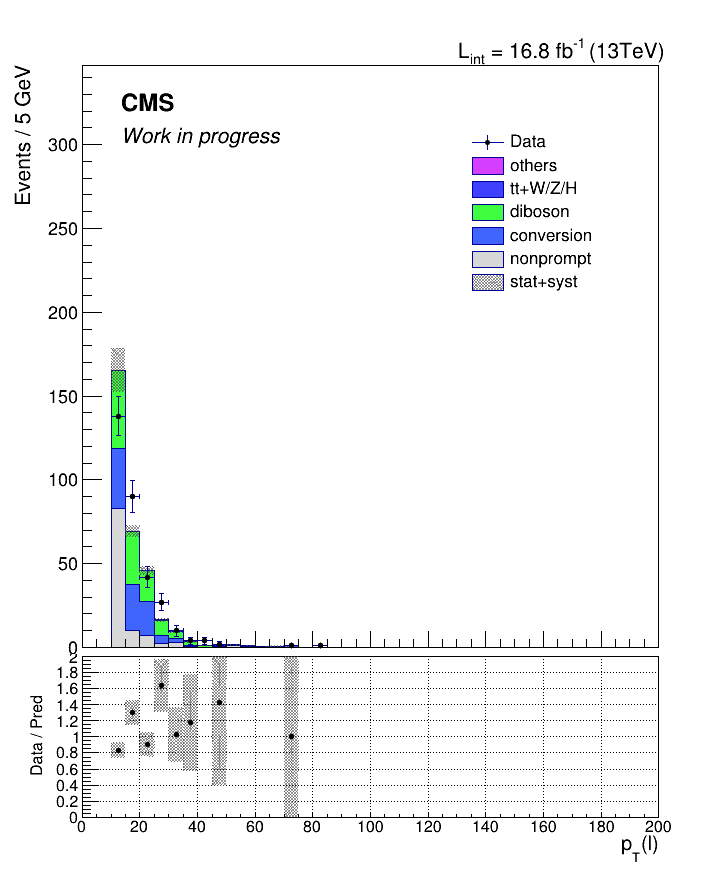 L_int = 16.8 fb^-1 (13TeV)
Events / 5 GeV
CMS
Work in progress
Data
others
tt+W/Z/H
diboson
conversion
nonprompt
stat+syst
300
250
200
150
100
50
0
Data / Pred
2
1.8
1.6
1.4
1.2
1
0.8
0.6
0.4
0.2
0
0 20 40 60 80 100 120 140 160 180 200
p_T(l)